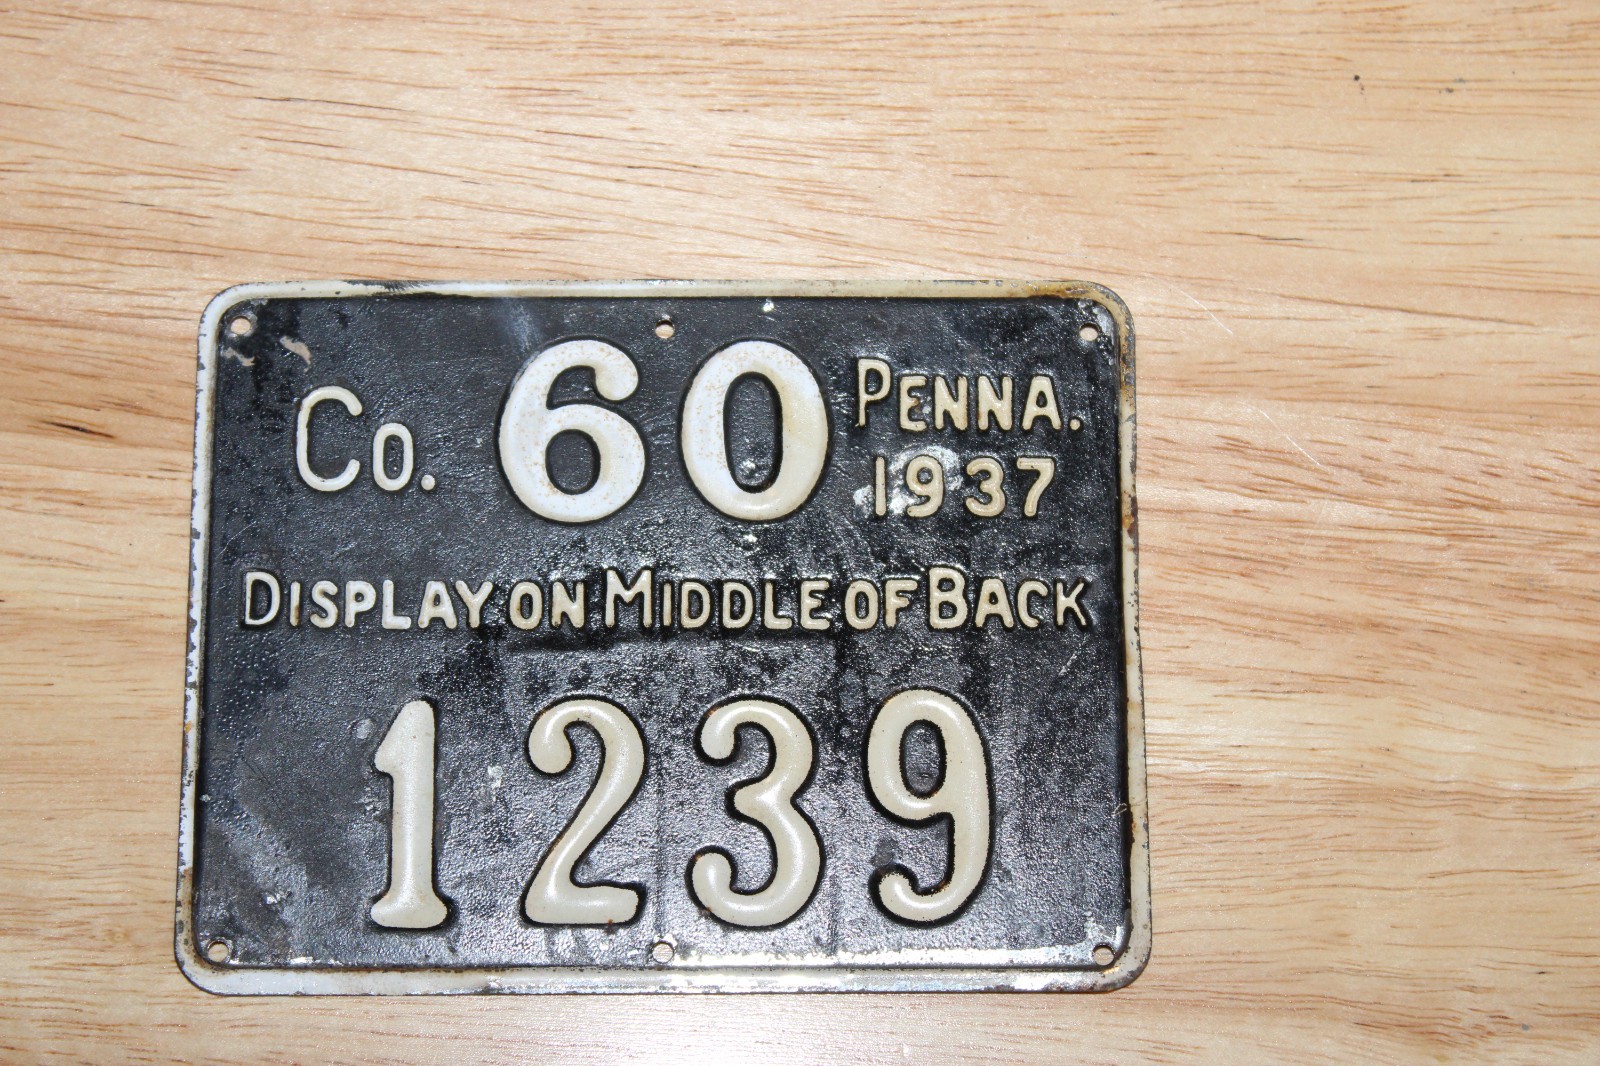 Co. 60 PENNA.
1937
DISPLAY ON MIDDLE OF BACK
1239